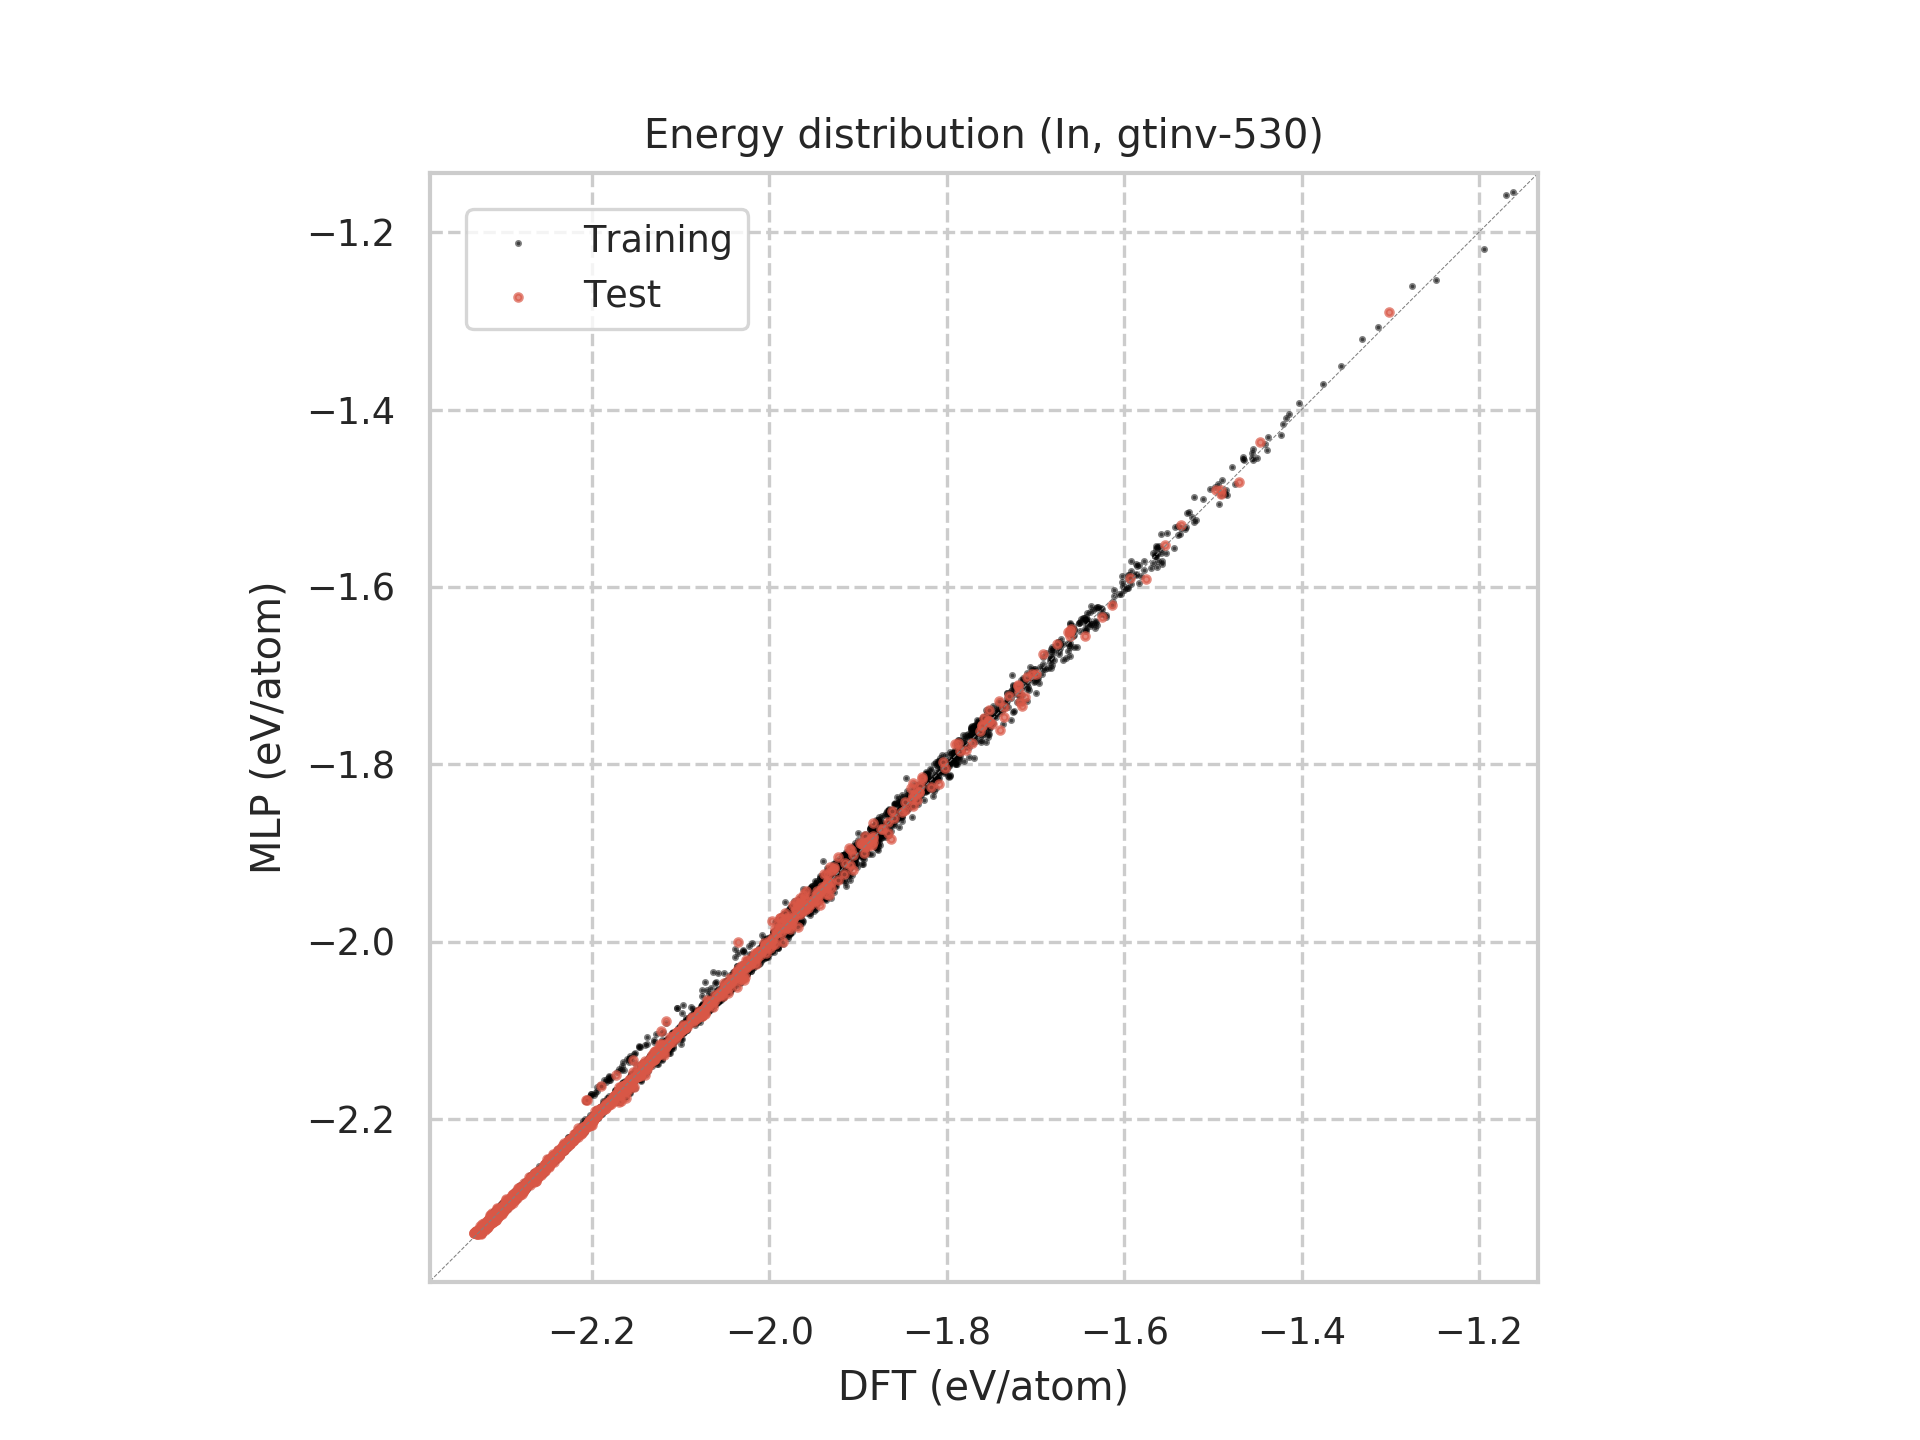 Energy distribution (In, gtinv-530)
Training
Test
−1.2
−1.4
−1.6
−1.8
−2.0
−2.2
MLP (eV/atom)
−2.2 −2.0 −1.8 −1.6 −1.4 −1.2
DFT (eV/atom)